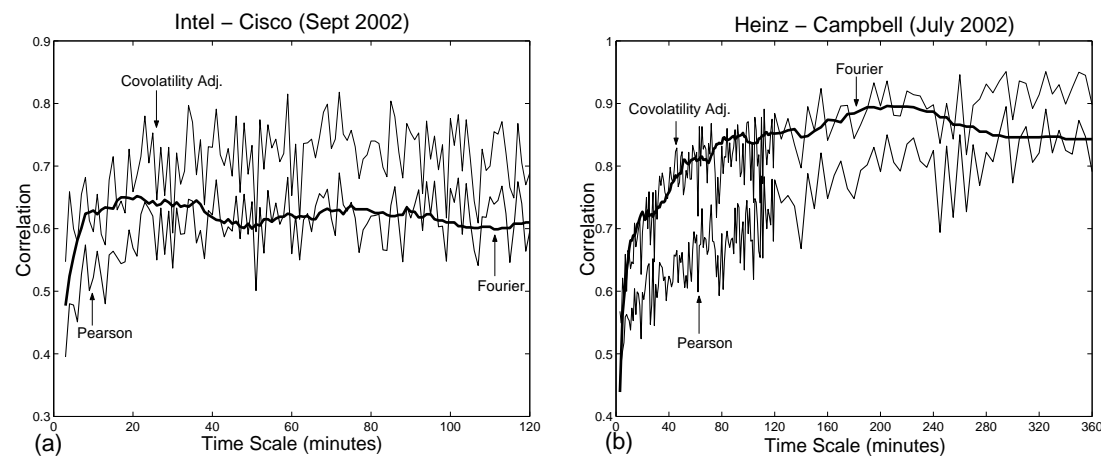 Intel – Cisco (Sept 2002)
0.9
0.8
0.7
0.6
0.5
0.4
0.3
Correlation
Covolatility Adj.
Pearson
Fourier
0 20 40 60 80 100 120
Time Scale (minutes)
(a)
Heinz – Campbell (July 2002)
1
0.9
0.8
0.7
0.6
0.5
0.4
Correlation
Fourier
Covolatility Adj.
Pearson
0 40 80 120 160 200 240 280 320 360
Time Scale (minutes)
(b)